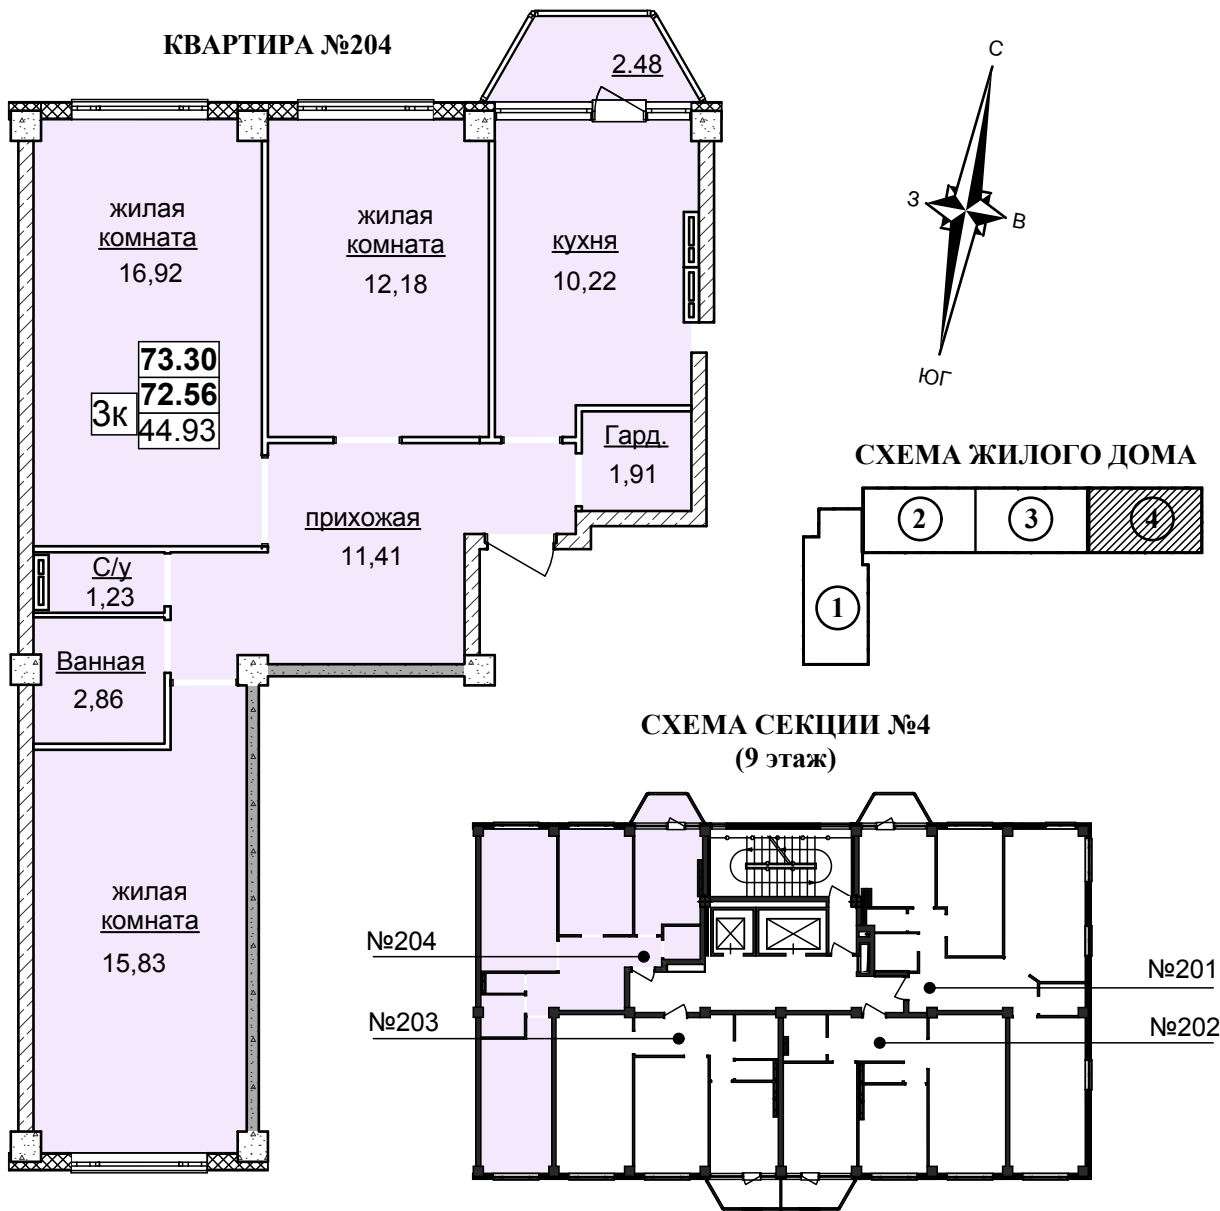 КВАРТИРА №204
2.48
жилая
комната
16,92
жилая
комната
12,18
кухня
10,22
73.30
72.56
3к
44.93
Гард.
1,91
прихожая
11,41
С/у
1,23
Ванная
2,86
жилая
комната
15,83
С
З
В
ЮГ
СХЕМА ЖИЛОГО ДОМА
2
3
4
1
СХЕМА СЕКЦИИ №4
(9 этаж)
№204
№201
№203
№202